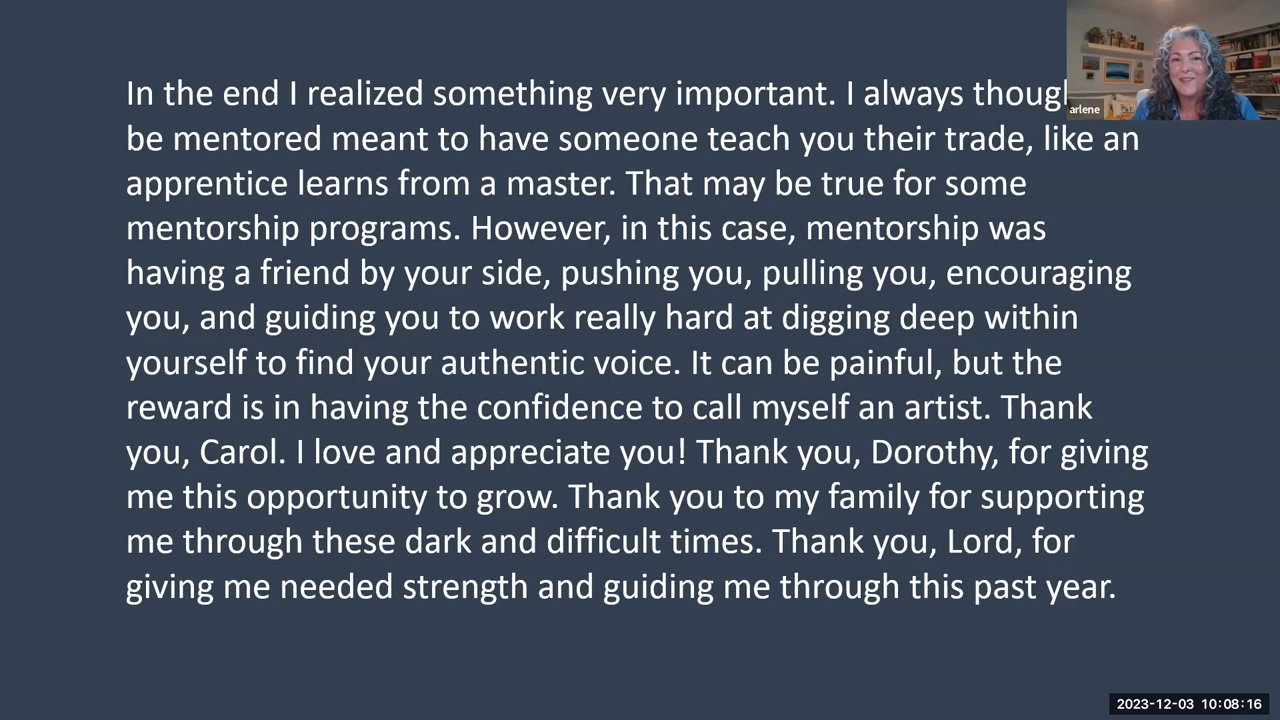 In the end I realized something very important. I always thoug
be mentored meant to have someone teach you their trade, like an
apprentice learns from a master. That may be true for some
mentorship programs. However, in this case, mentorship was
having a friend by your side, pushing you, pulling you, encouraging
you, and guiding you to work really hard at digging deep within
yourself to find your authentic voice. It can be painful, but the
reward is in having the confidence to call myself an artist. Thank
you, Carol. I love and appreciate you! Thank you, Dorothy, for giving
me this opportunity to grow. Thank you to my family for supporting
me through these dark and difficult times. Thank you, Lord, for
giving me needed strength and guiding me through this past year.
arlene
2023-12-03 10:08:16